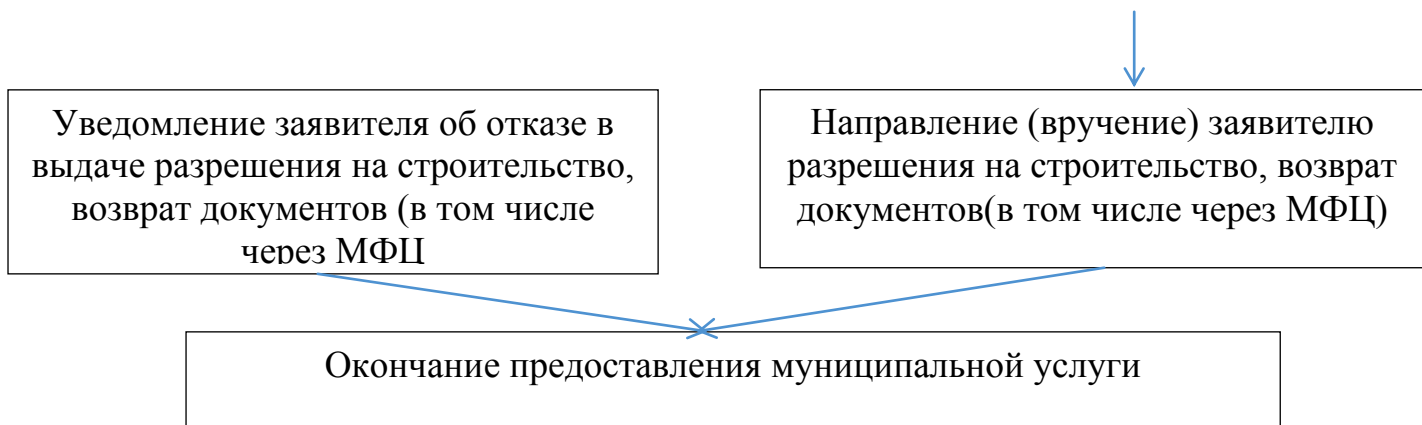 Уведомление заявителя об отказе в
выдаче разрешения на строительство,
возврат документов (в том числе
через МФЦ
Направление (вручение) заявителю
разрешения на строительство, возврат
документов(в том числе через МФЦ)
Окончание предоставления муниципальной услуги